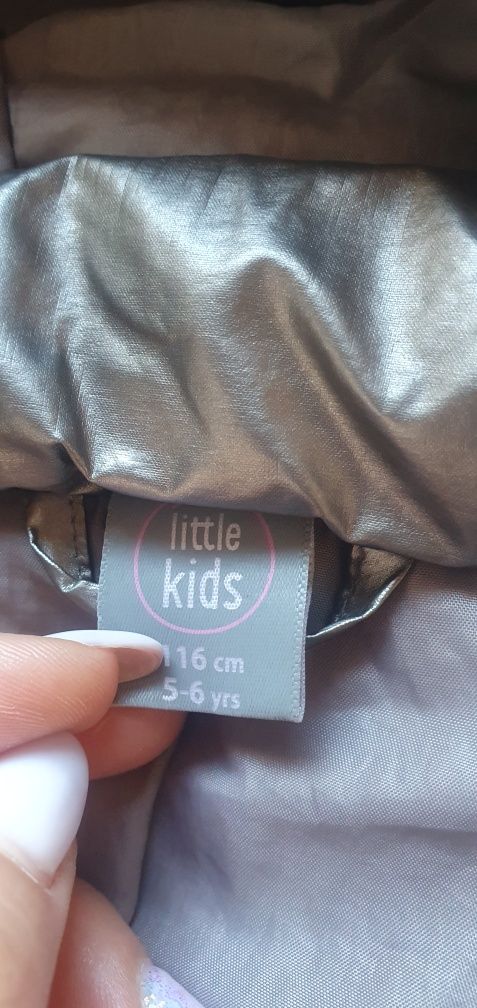 little
kids
116 cm
5-6 yrs